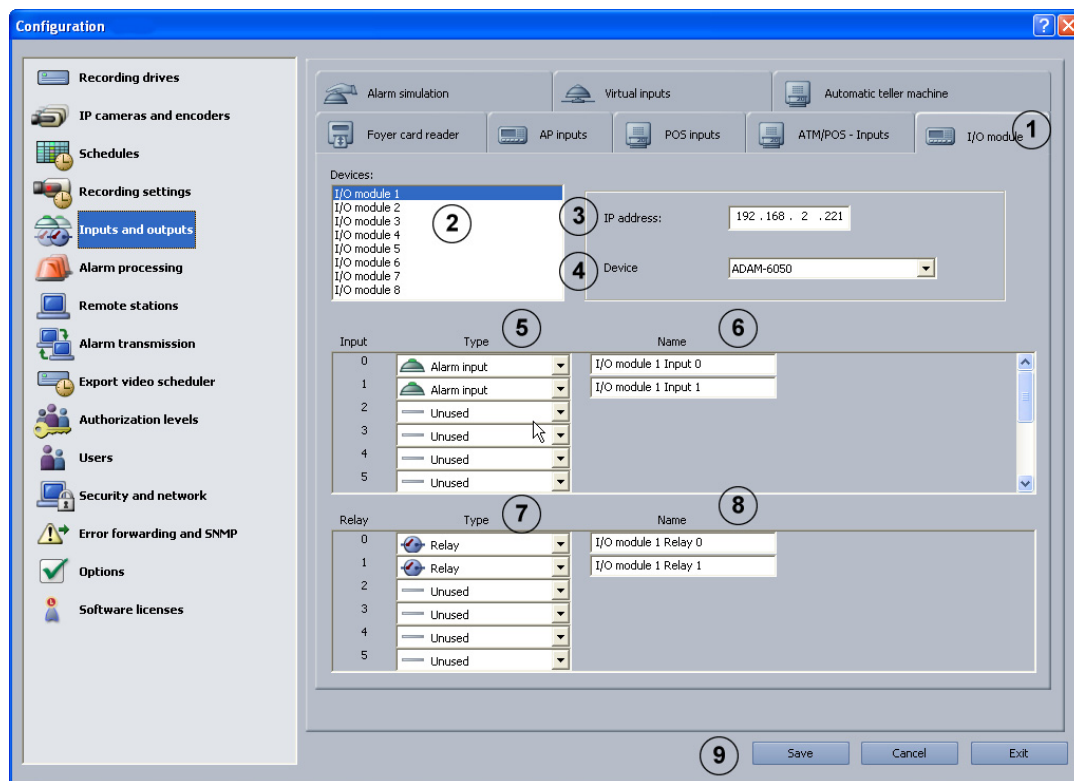 Configuration
Recording drives
IP cameras and encoders
Schedules
Recording settings
Inputs and outputs
Alarm processing
Remote stations
Alarm transmission
Export video scheduler
Authorization levels
Users
Security and network
Error forwarding and SNMP
Options
Software licenses
Alarm simulation
Virtual inputs
Automatic teller machine
Foyer card reader
AP inputs
POS inputs
ATM/POS - Inputs
I/O module
1
Devices:
I/O module 1
I/O module 2
I/O module 3
I/O module 4
I/O module 5
I/O module 6
I/O module 7
I/O module 8
2
3
IP address:
192 . 168 . 2 . 221
4
Device
ADAM-6050
5
6
Input Type Name
0 Alarm input I/O module 1 Input 0
1 Alarm input I/O module 1 Input 1
2 Unused
3 Unused
4 Unused
5 Unused
7
8
Relay Type Name
0 Relay I/O module 1 Relay 0
1 Relay I/O module 1 Relay 1
2 Unused
3 Unused
4 Unused
5 Unused
9
Save
Cancel
Exit